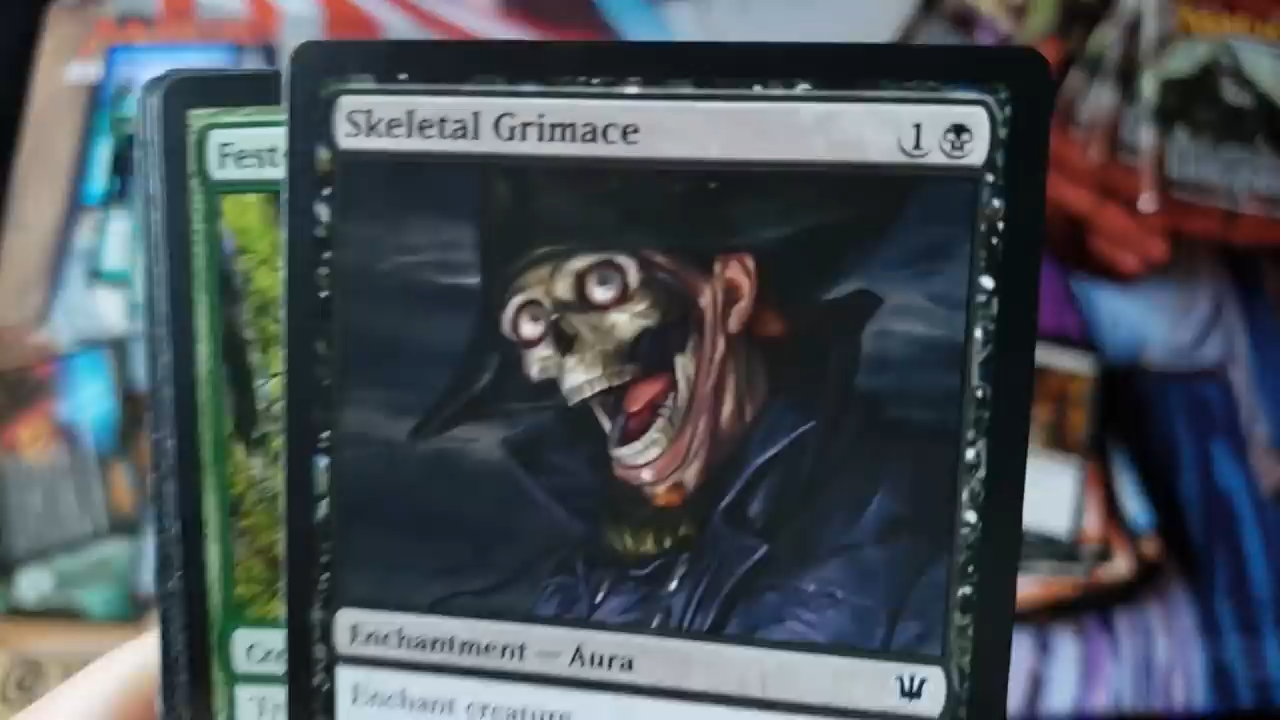 Skeletal Grimace
1
Fest
Enchantment — Aura
Enchant creature